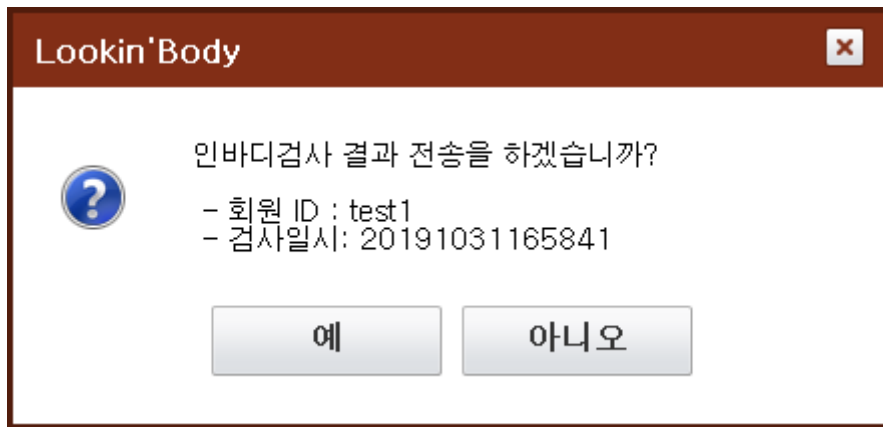 Lookin'Body
인바디검사 결과 전송을 하겠습니까?
- 회원 ID : test1
- 검사일시: 20191031165841
예
아니오